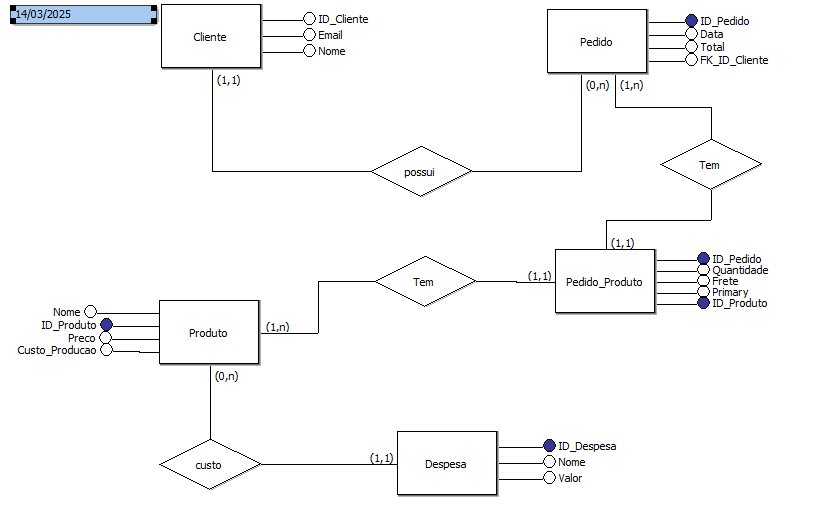 14/03/2025
Cliente
ID_Cliente
Email
Nome
(1,1)
Pedido
ID_Pedido
Data
Total
FK_ID_Cliente
(0,n)
(1,n)
possui
Tem
(1,1)
Pedido_Produto
ID_Pedido
Quantidade
Frete
Primary
ID_Produto
(1,1)
Tem
(1,n)
Nome
ID_Produto
Preco
Custo_Producao
Produto
(0,n)
custo
(1,1)
Despesa
ID_Despesa
Nome
Valor